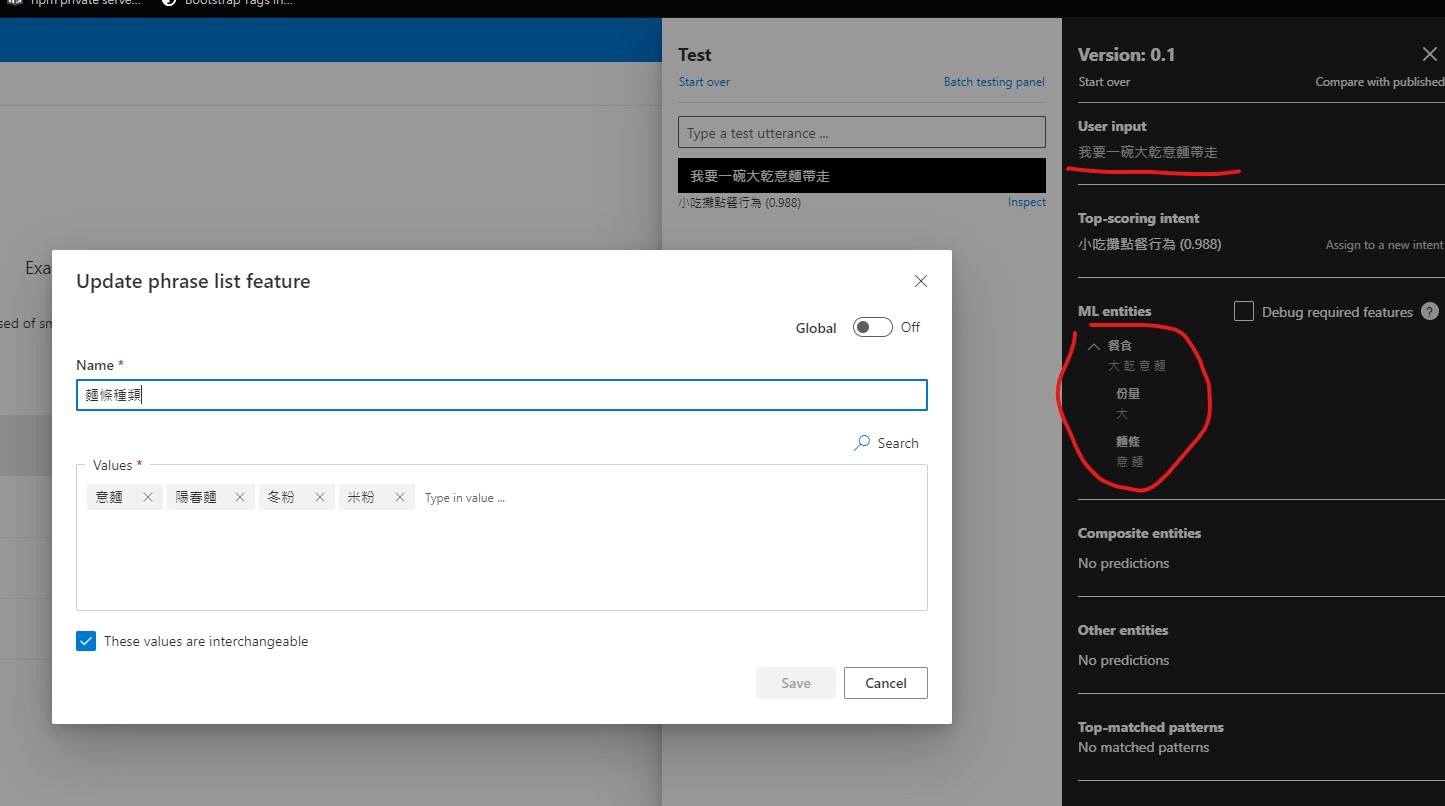 npm private serve...
Bootstrap Tags In...
Exa
sed of sm
Test
Start over
Batch testing panel
Type a test utterance ...
我要一碗大乾意麵帶走
小吃攤點餐行為 (0.988)
Inspect
Update phrase list feature
Global
Off
Name *
麵條種類
Search
Values *
意麵
陽春麵
冬粉
米粉
Type in value ...
These values are interchangeable
Save
Cancel
Version: 0.1
Start over
Compare with published
User input
我要一碗大乾意麵帶走
Top-scoring intent
小吃攤點餐行為 (0.988)
Assign to a new intent
ML entities
Debug required features
?
餐食
大 乾 意 麵
份量
大
麵條
意 麵
Composite entities
No predictions
Other entities
No predictions
Top-matched patterns
No matched patterns